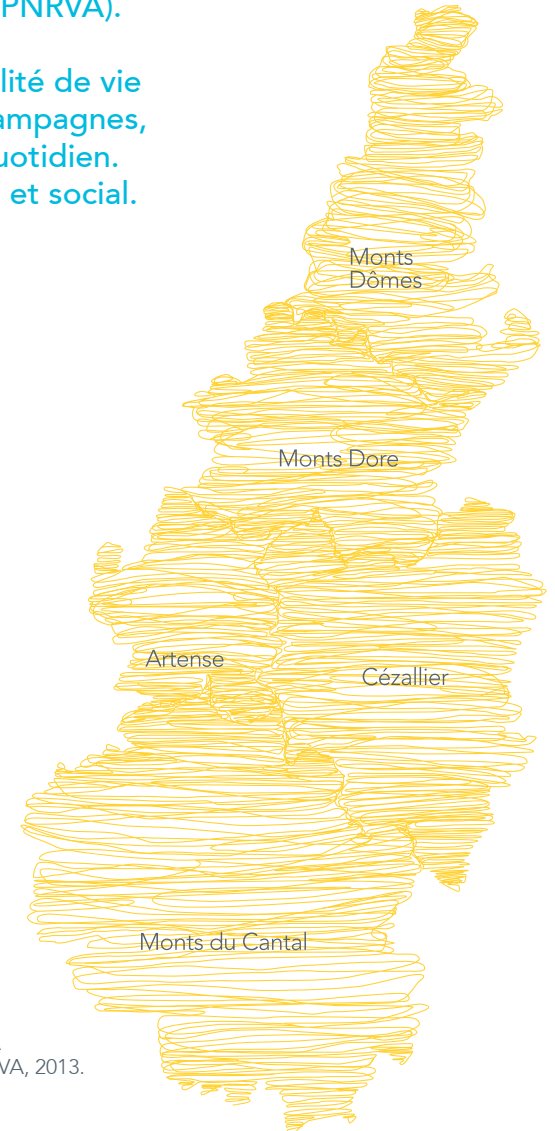 PNRVA).
lité de vie
ampagnes,
uotidien.
et social.
Monts
Dômes
Monts Dore
Artense
Cézallier
Monts du Cantal
VA, 2013.